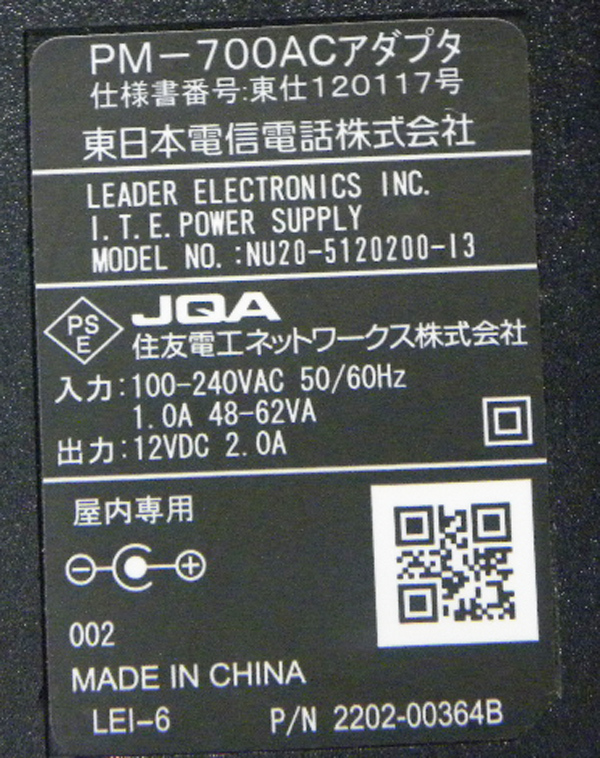 PM-700ACアダプタ
仕様書番号:東仕120117号
東日本電信電話株式会社
LEADER ELECTRONICS INC.
I.T.E. POWER SUPPLY
MODEL NO.:NU20-5120200-I3
PS
E
JQA
住友電工ネットワークス株式会社
入力:100-240VAC 50/60Hz
1.0A 48-62VA
出力:12VDC 2.0A
屋内専用
002
MADE IN CHINA
LEI-6 P/N 2202-00364B